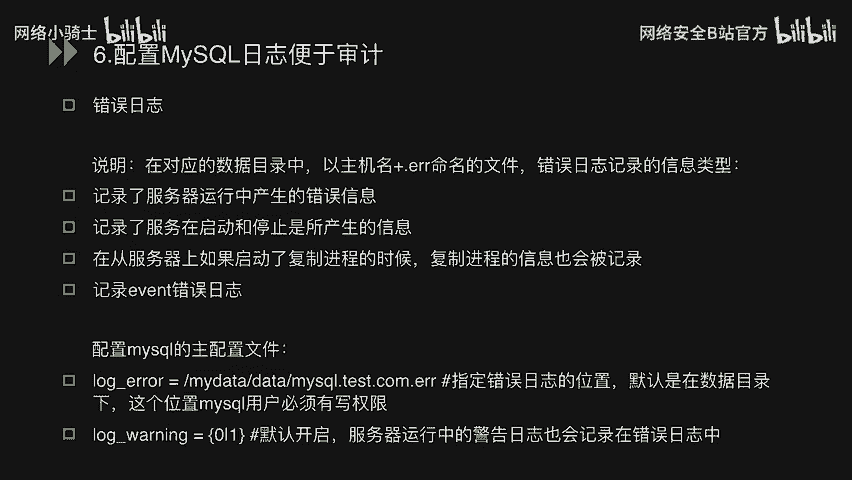 网络小骑士 bilibili
网络安全B站官方 bilibili
6.配置MySQL日志便于审计
错误日志
说明：在对应的数据目录中，以主机名+.err命名的文件，错误日志记录的信息类型：
记录了服务器运行中产生的错误信息
记录了服务在启动和停止是所产生的信息
在从服务器上如果启动了复制进程的时候，复制进程的信息也会被记录
记录event错误日志
配置mysql的主配置文件：
log_error = /mydata/data/mysql.test.com.err #指定错误日志的位置，默认是在数据目录
下，这个位置mysql用户必须有写权限
log_warning = {0|1} #默认开启，服务器运行中的警告日志也会记录在错误日志中